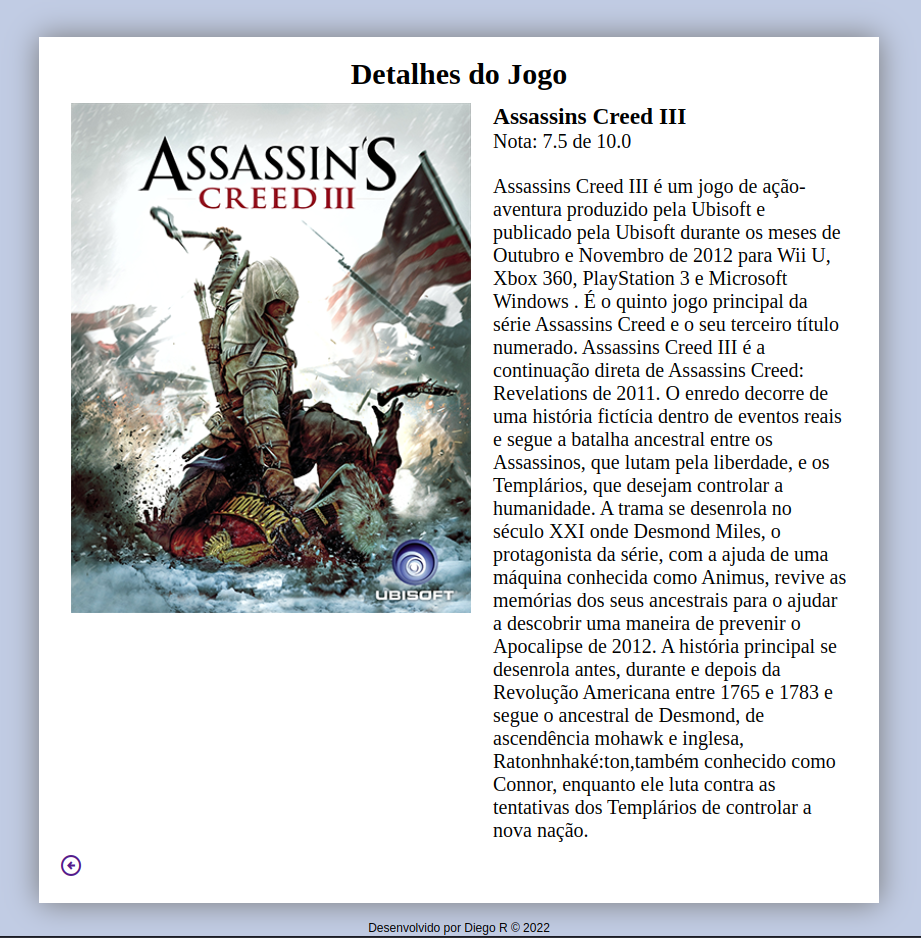 Detalhes do Jogo
ASSASSIN'S
CREED III
UBISOFT
Assassins Creed III
Nota: 7.5 de 10.0
Assassins Creed III é um jogo de ação-
aventura produzido pela Ubisoft e
publicado pela Ubisoft durante os meses de
Outubro e Novembro de 2012 para Wii U,
Xbox 360, PlayStation 3 e Microsoft
Windows . É o quinto jogo principal da
série Assassins Creed e o seu terceiro título
numerado. Assassins Creed III é a
continuação direta de Assassins Creed:
Revelations de 2011. O enredo decorre de
uma história fictícia dentro de eventos reais
e segue a batalha ancestral entre os
Assassinos, que lutam pela liberdade, e os
Templários, que desejam controlar a
humanidade. A trama se desenrola no
século XXI onde Desmond Miles, o
protagonista da série, com a ajuda de uma
máquina conhecida como Animus, revive as
memórias dos seus ancestrais para o ajudar
a descobrir uma maneira de prevenir o
Apocalipse de 2012. A história principal se
desenrola antes, durante e depois da
Revolução Americana entre 1765 e 1783 e
segue o ancestral de Desmond, de
ascendência mohawk e inglesa,
Ratonhnhaké:ton,também conhecido como
Connor, enquanto ele luta contra as
tentativas dos Templários de controlar a
nova nação.
Desenvolvido por Diego R © 2022